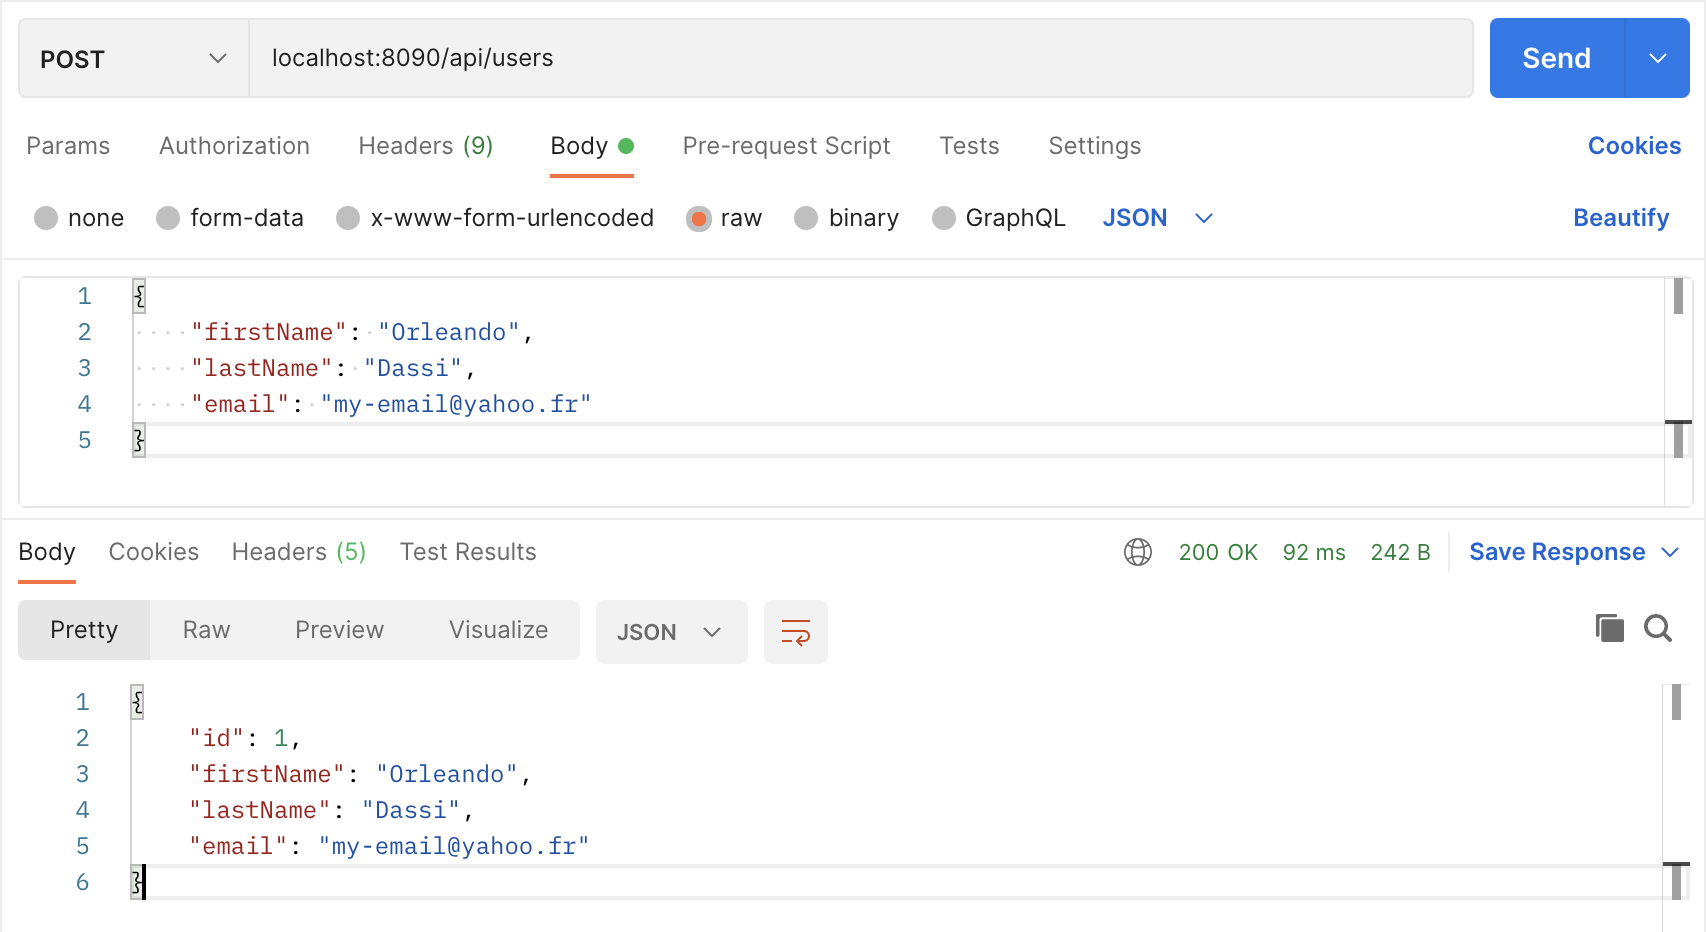 POST localhost:8090/api/users Send
Params Authorization Headers (9) Body Pre-request Script Tests Settings Cookies
none form-data x-www-form-urlencoded raw binary GraphQL JSON Beautify
1 {
2 "firstName": "Orleando",
3 "lastName": "Dassi",
4 "email": "my-email@yahoo.fr"
5 }
Body Cookies Headers (5) Test Results 200 OK 92 ms 242 B Save Response
Pretty Raw Preview Visualize JSON
1 {
2 "id": 1,
3 "firstName": "Orleando",
4 "lastName": "Dassi",
5 "email": "my-email@yahoo.fr"
6 }